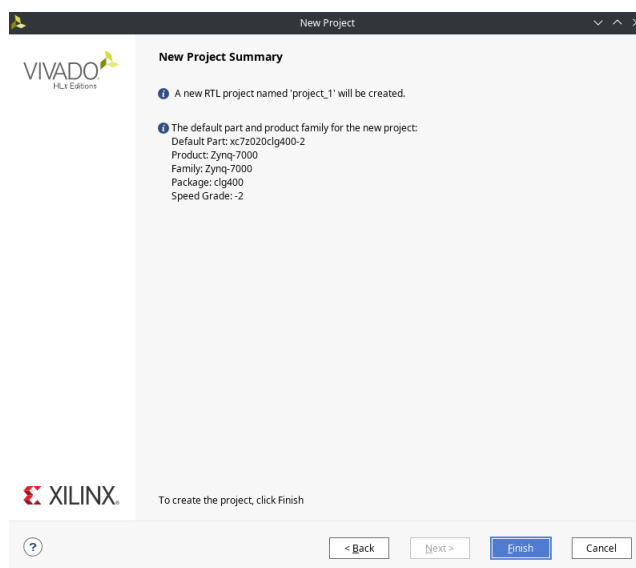 New Project
VIVADO
HLx Editions
New Project Summary
A new RTL project named 'project_1' will be created.
The default part and product family for the new project:
Default Part: xc7z020clg400-2
Product: Zynq-7000
Family: Zynq-7000
Package: clg400
Speed Grade: -2
XILINX
To create the project, click Finish
?
< Back
Next >
Finish
Cancel